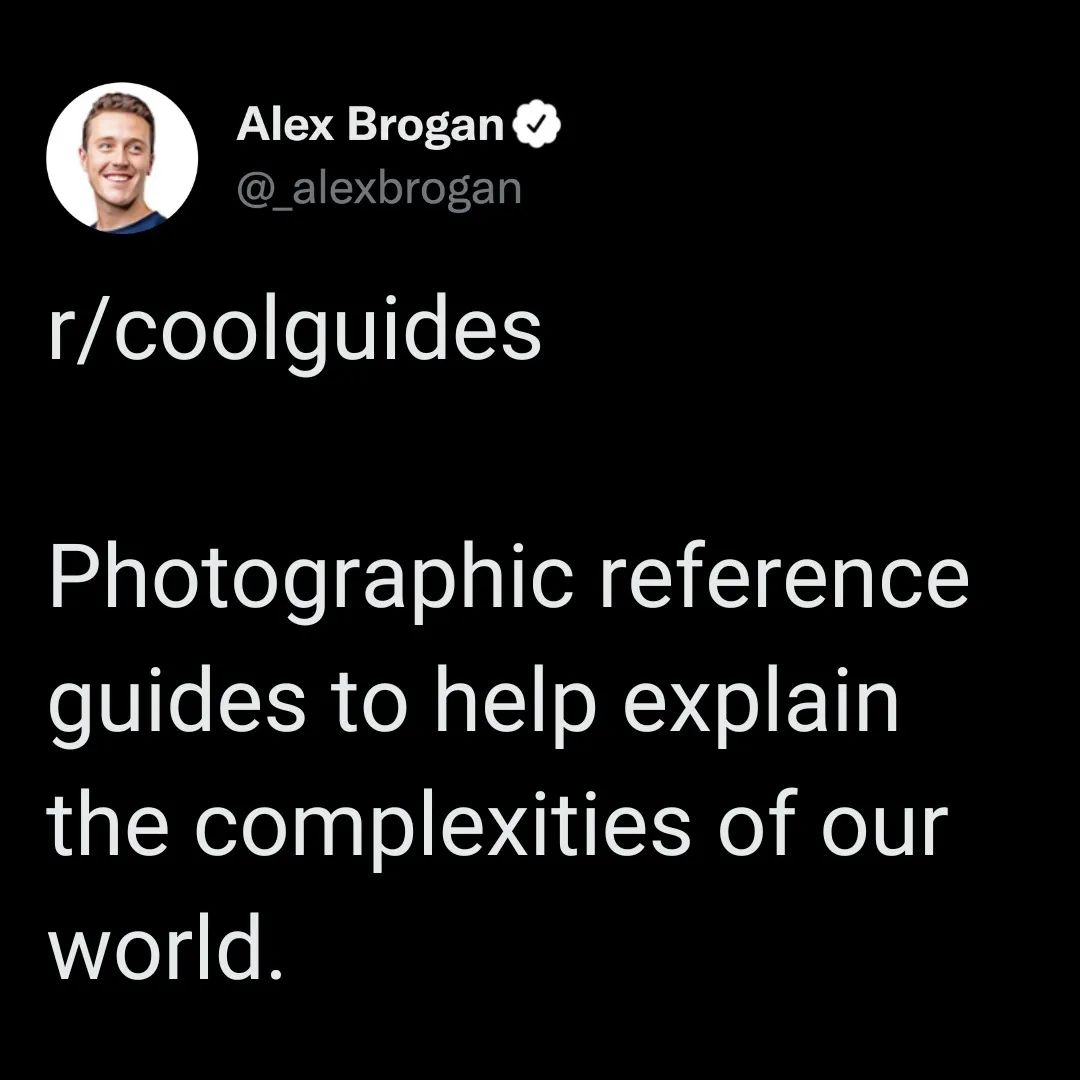 Alex Brogan
@_alexbrogan
r/coolguides
Photographic reference
guides to help explain
the complexities of our
world.